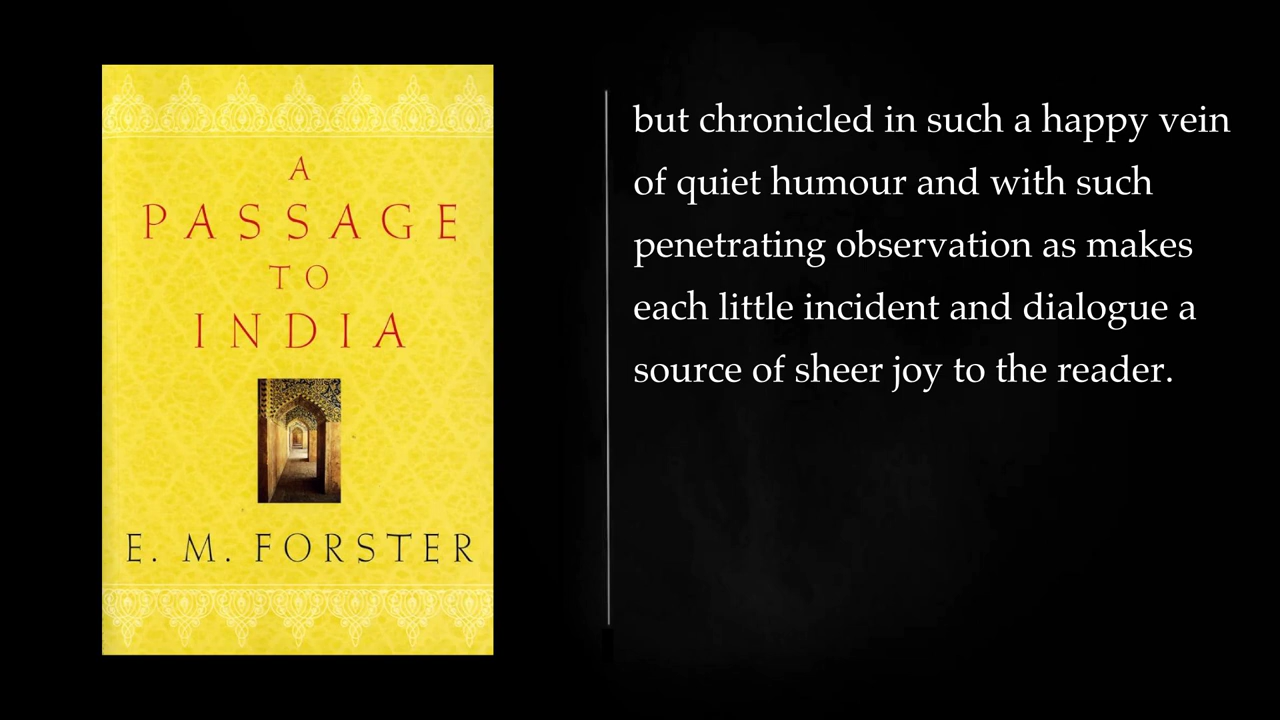 A
PASSAGE
TO
INDIA
E. M. FORSTER
but chronicled in such a happy vein
of quiet humour and with such
penetrating observation as makes
each little incident and dialogue a
source of sheer joy to the reader.